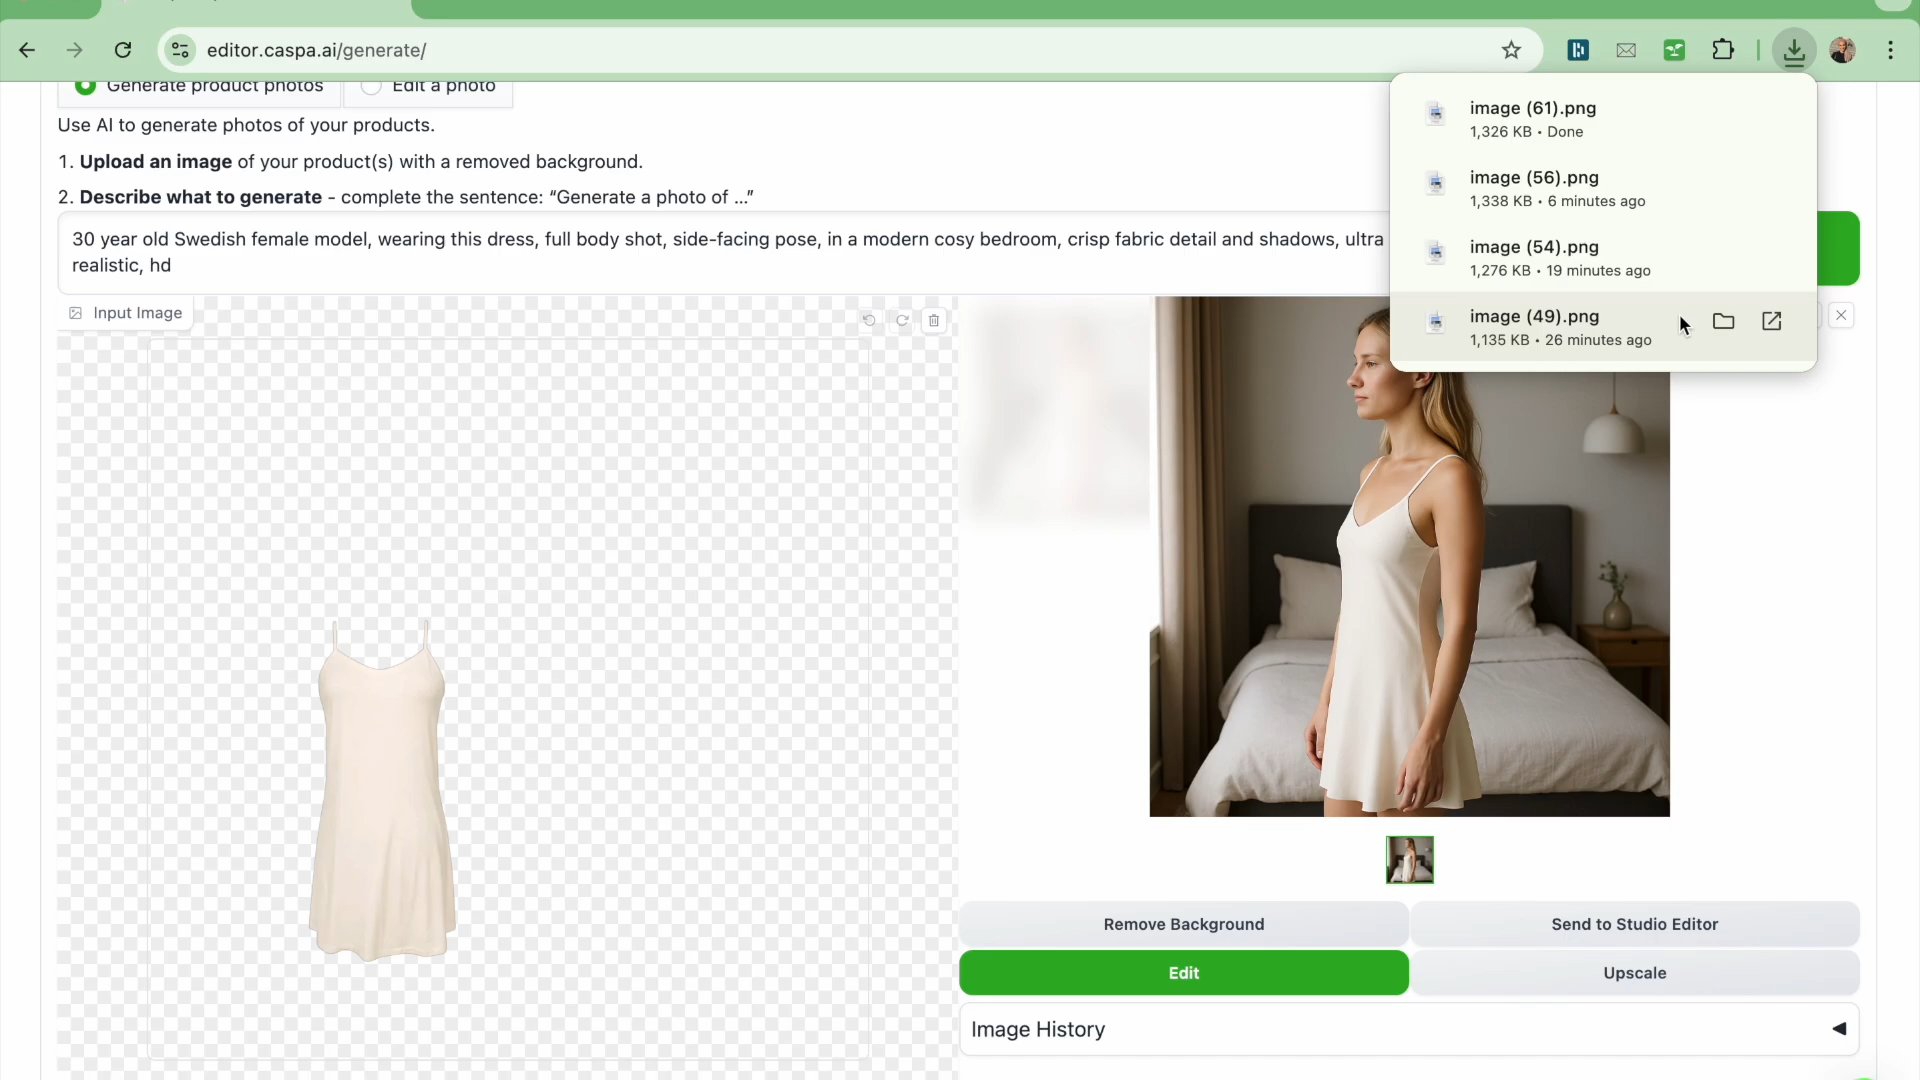 editor.caspa.ai/generate/
Generate product photos
Edit a photo
Use AI to generate photos of your products.
1. Upload an image of your product(s) with a removed background.
2. Describe what to generate - complete the sentence: “Generate a photo of ...”
30 year old Swedish female model, wearing this dress, full body shot, side-facing pose, in a modern cosy bedroom, crisp fabric detail and shadows, ultra
realistic, hd
Input Image
image (61).png
1,326 KB • Done
image (56).png
1,338 KB • 6 minutes ago
image (54).png
1,276 KB • 19 minutes ago
image (49).png
1,135 KB • 26 minutes ago
Remove Background
Send to Studio Editor
Edit
Upscale
Image History